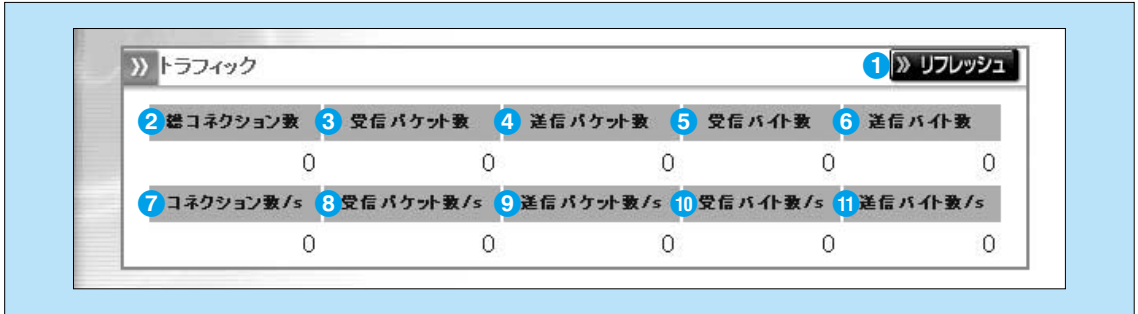 » トラフィック 1 » リフレッシュ
2 総コネクション数 3 受信パケット数 4 送信パケット数 5 受信バイト数 6 送信バイト数
0 0 0 0 0
7 コネクション数/s 8 受信パケット数/s 9 送信パケット数/s 10 受信バイト数/s 11 送信バイト数/s
0 0 0 0 0